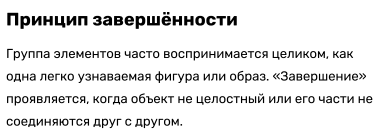 Принцип завершённости
Группа элементов часто воспринимается целиком, как
одна легко узнаваемая фигура или образ. «Завершение»
проявляется, когда объект не целостный или его части не
соединяются друг с другом.